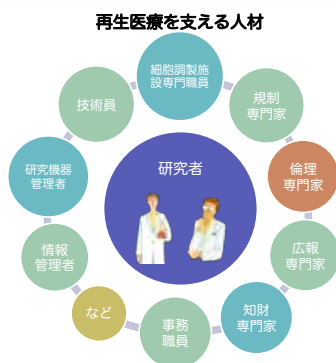 再生医療を支える人材
細胞調製施
設専門職員
規制
専門家
倫理
専門家
広報
専門家
知財
専門家
事務
職員
など
情報
管理者
研究機器
管理者
技術員
研究者